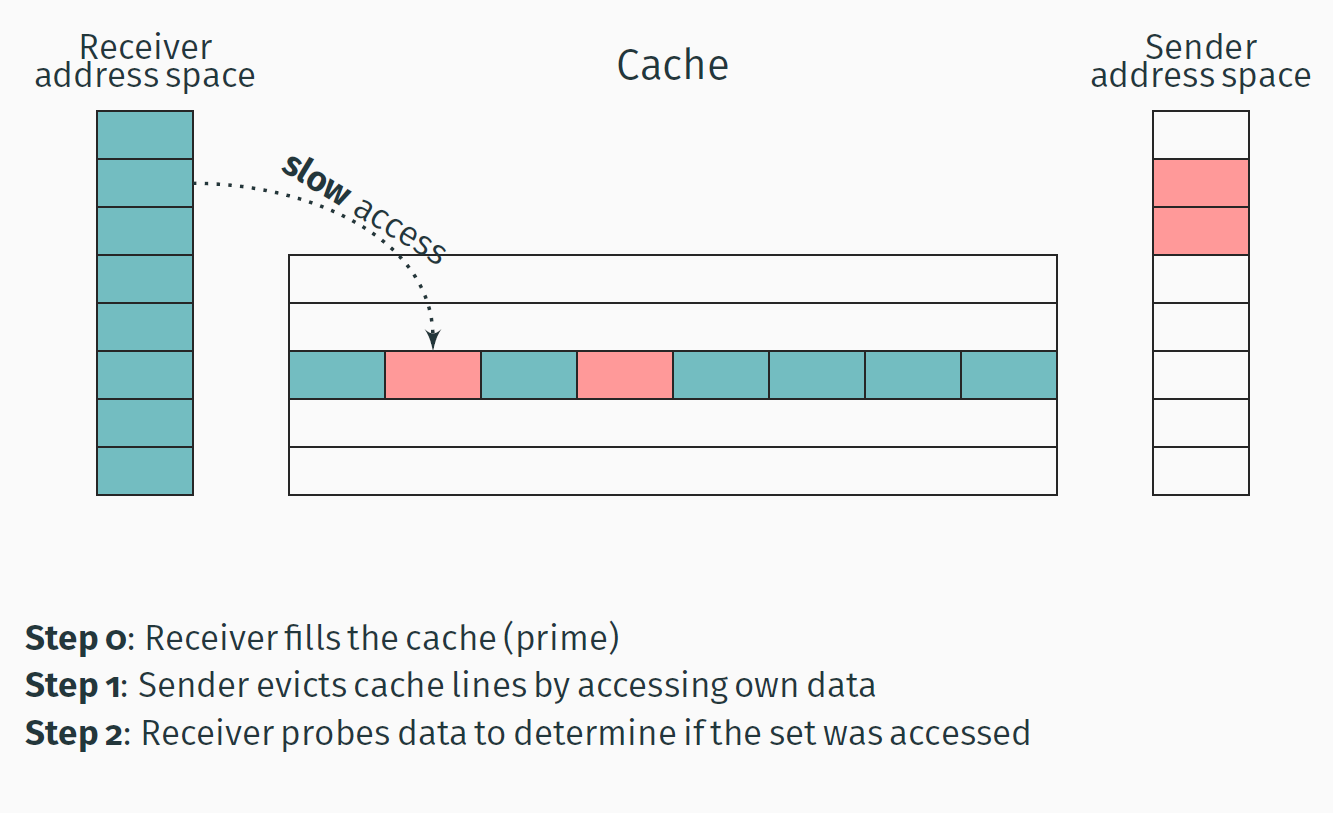 Receiver
address space
Cache
Sender
address space
slow access
Step 0: Receiver fills the cache (prime)
Step 1: Sender evicts cache lines by accessing own data
Step 2: Receiver probes data to determine if the set was accessed